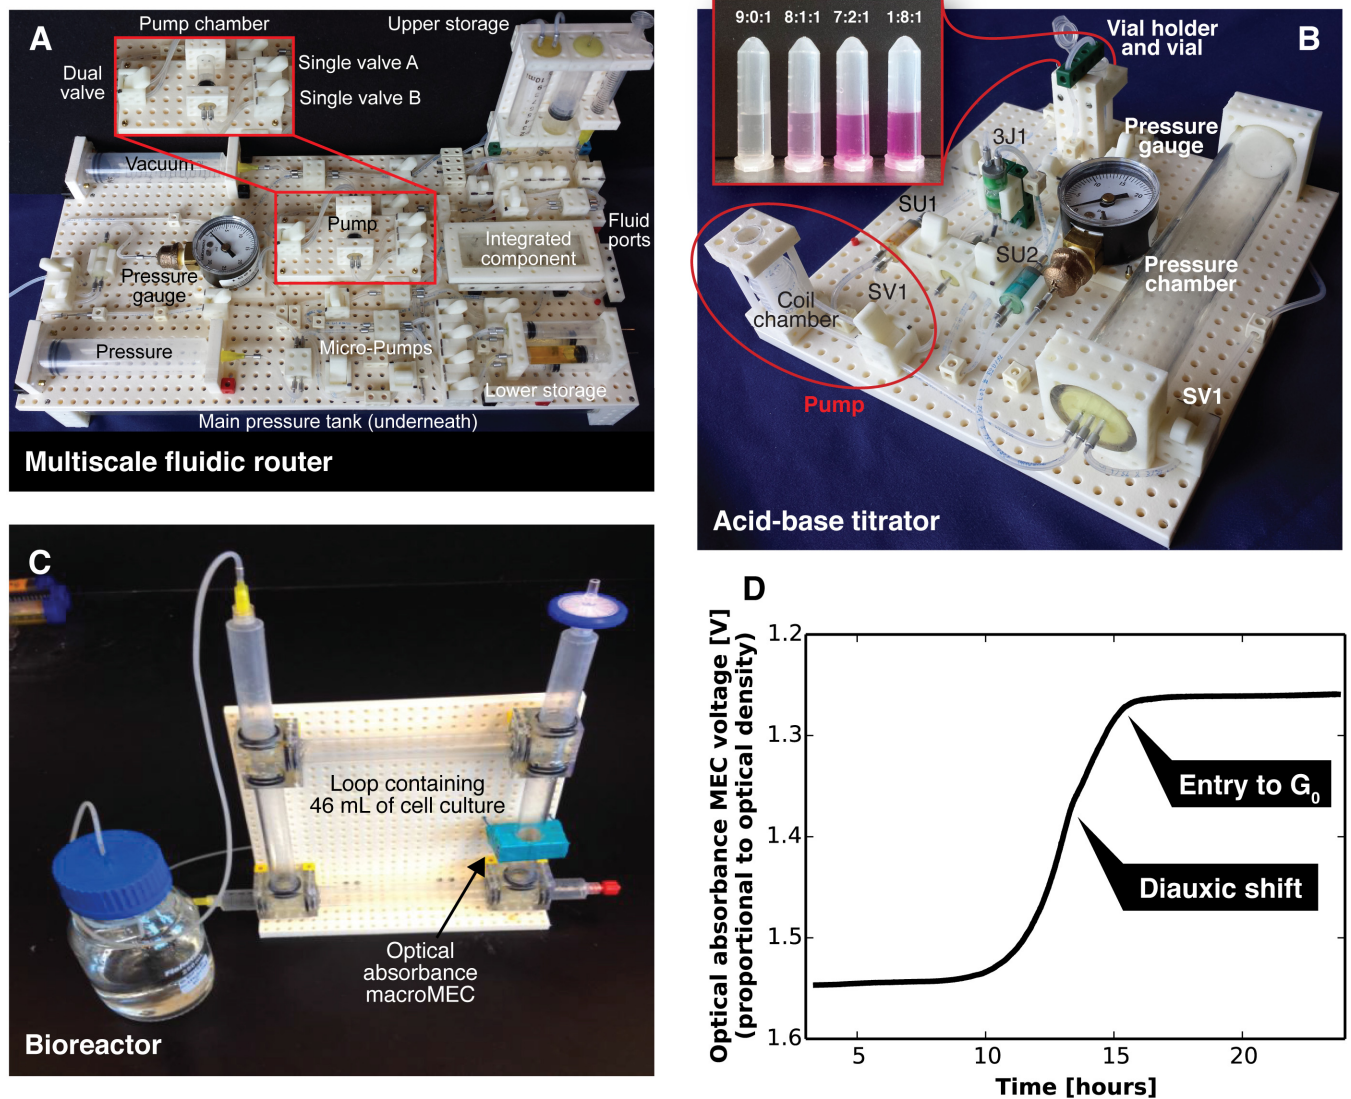 A
Pump chamber
Upper storage
Dual
valve
Single valve A
Single valve B
Vacuum
Pump
Fluid
ports
Integrated
component
Pressure
gauge
Pressure
Micro-Pumps
Lower storage
Main pressure tank (underneath)
Multiscale fluidic router
B
9:0:1 8:1:1 7:2:1 1:8:1
Vial holder
and vial
3J1
Pressure
gauge
SU1
SU2
SV1
Pressure
chamber
Coil
chamber
Pump
SV1
Acid-base titrator
C
Loop containing
46 mL of cell culture
Optical
absorbance
macroMEC
Bioreactor
D
Optical absorbance MEC voltage [V]
(proportional to optical density)
1.2
1.3
1.4
1.5
1.6
Entry to G0
Diauxic shift
5 10 15 20
Time [hours]